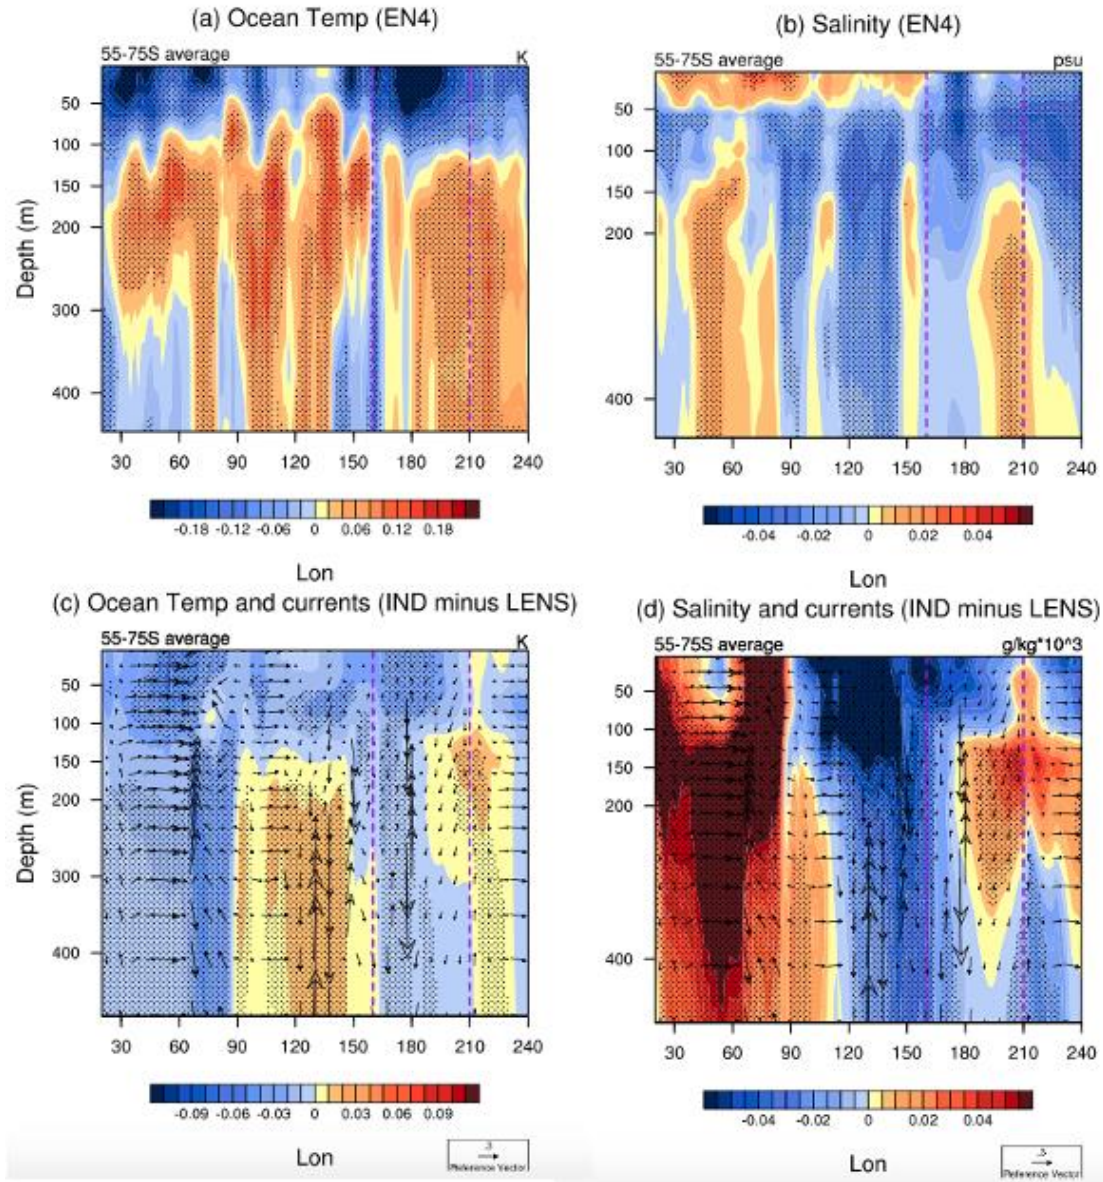 (a) Ocean Temp (EN4)
55-75S average K
50
100
150
200
300
400
Depth (m)
30 60 90 120 150 180 210 240
-0.18 -0.12 -0.06 0 0.06 0.12 0.18
Lon
(b) Salinity (EN4)
55-75S average psu
50
100
150
200
400
30 60 90 120 150 180 210 240
-0.04 -0.02 0 0.02 0.04
Lon
(c) Ocean Temp and currents (IND minus LENS)
55-75S average K
50
100
150
200
300
400
Depth (m)
30 60 90 120 150 180 210 240
-0.09 -0.06 -0.03 0 0.03 0.06 0.09
Lon
.3
Reference Vector
(d) Salinity and currents (IND minus LENS)
55-75S average g/kg*10^3
50
100
150
200
400
30 60 90 120 150 180 210 240
-0.04 -0.02 0 0.02 0.04
Lon
.3
Reference Vector